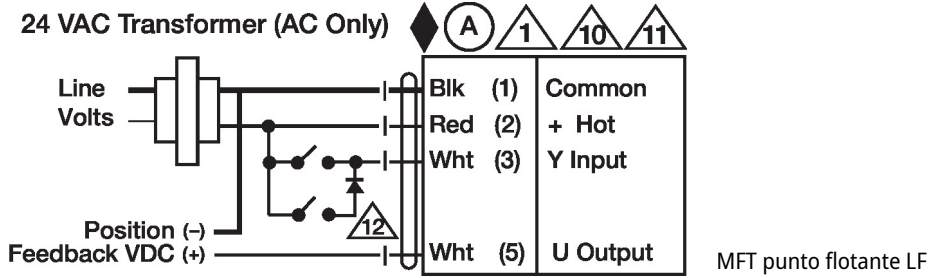 24 VAC Transformer (AC Only)
A
1
10
11
Line
Volts
Blk (1) Common
Red (2) + Hot
Wht (3) Y Input
12
Position (–)
Feedback VDC (+)
Wht (5) U Output
MFT punto flotante LF